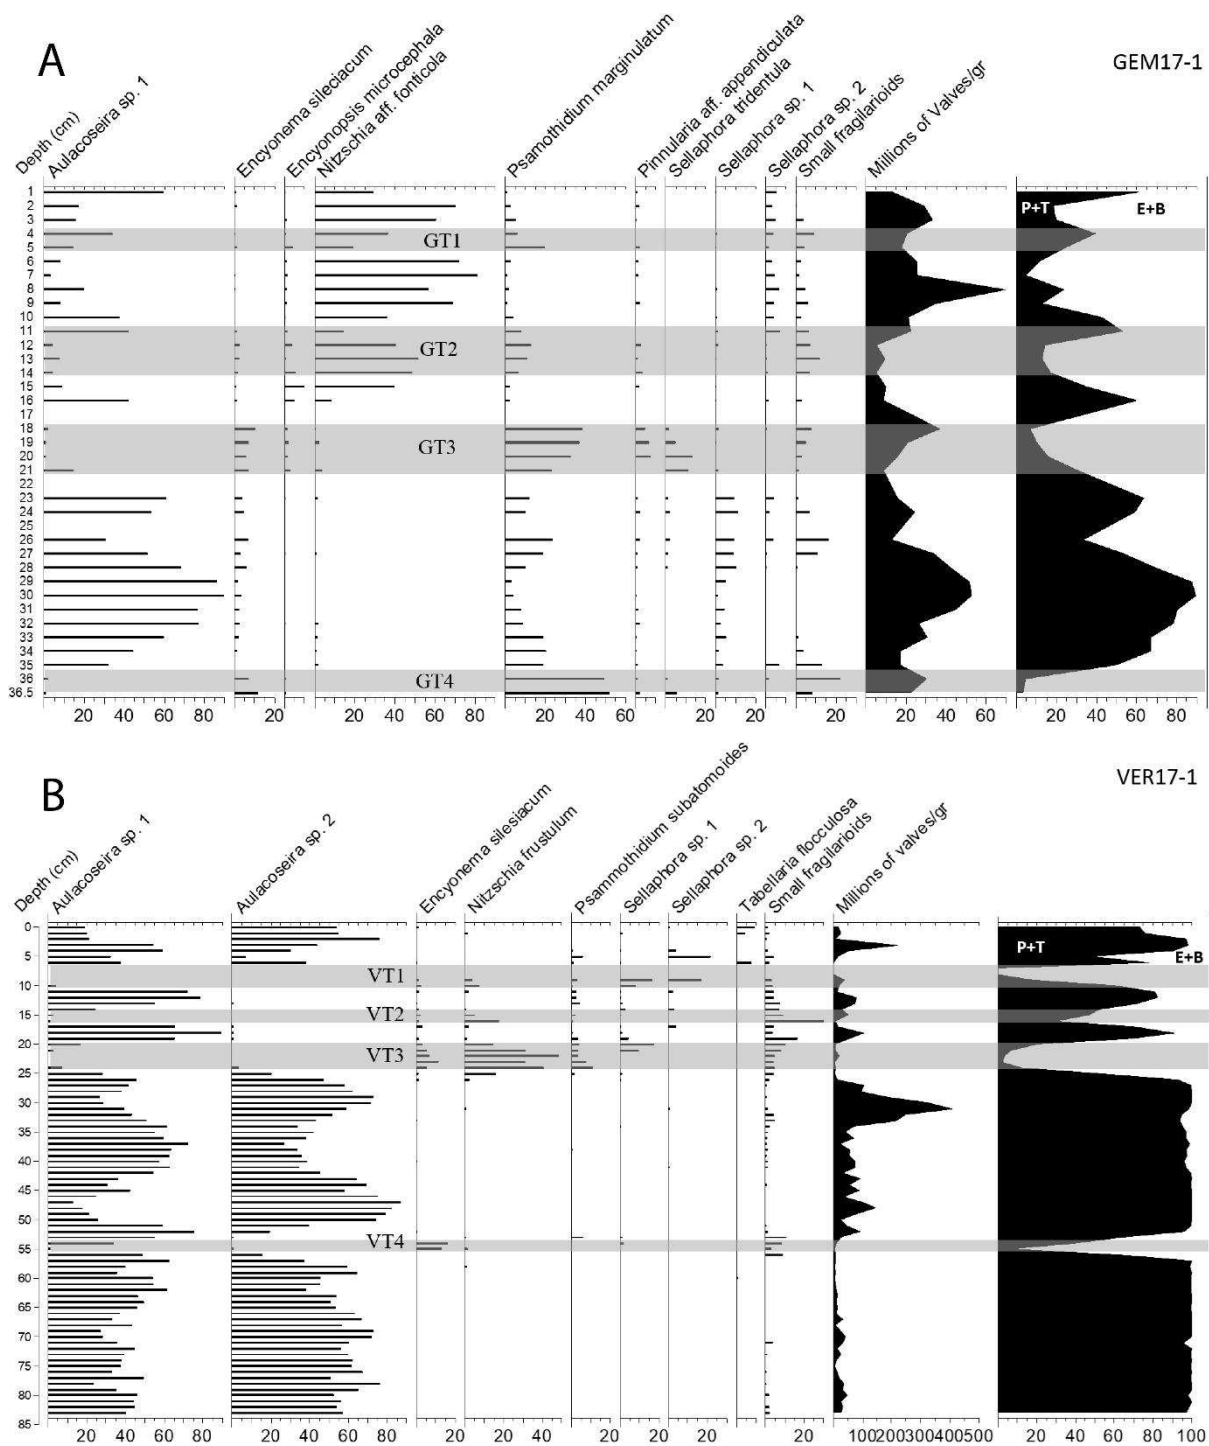 A
GEM17-1
Depth (cm)
Aulacoseira sp. 1
Encyonema sileciacum
Encyonopsis microcephala
Nitzschia aff. fonticola
Psamothidium marginulatum
Pinnularia aff. appendiculata
Sellaphora tridentula
Sellaphora sp. 1
Sellaphora sp. 2
Small fragilarioids
Millions of Valves/gr
1
2
3
4
5
6
7
8
9
10
11
12
13
14
15
16
17
18
19
20
21
22
23
24
25
26
27
28
29
30
31
32
33
34
35
36
36.5
P+T
E+B
GT1
GT2
GT3
GT4
20 40 60 80 20 20 20 40 60 80 20 40 60 20 20 20 20 20 20 40 60 20 40 60 80
B
VER17-1
Depth (cm)
Aulacoseira sp. 1
Aulacoseira sp. 2
Encyonema silesiacum
Nitzschia frustulum
Psammothidium subatomoides
Sellaphora sp. 1
Sellaphora sp. 2
Tabellaria flocculosa
Small fragilarioids
Millions of valves/gr
0
5
10
15
20
25
30
35
40
45
50
55
60
65
70
75
80
85
P+T
E+B
VT1
VT2
VT3
VT4
20 40 60 80 20 40 60 80 20 20 40 20 20 20 20 100 200 300 400 500 20 40 60 80 100